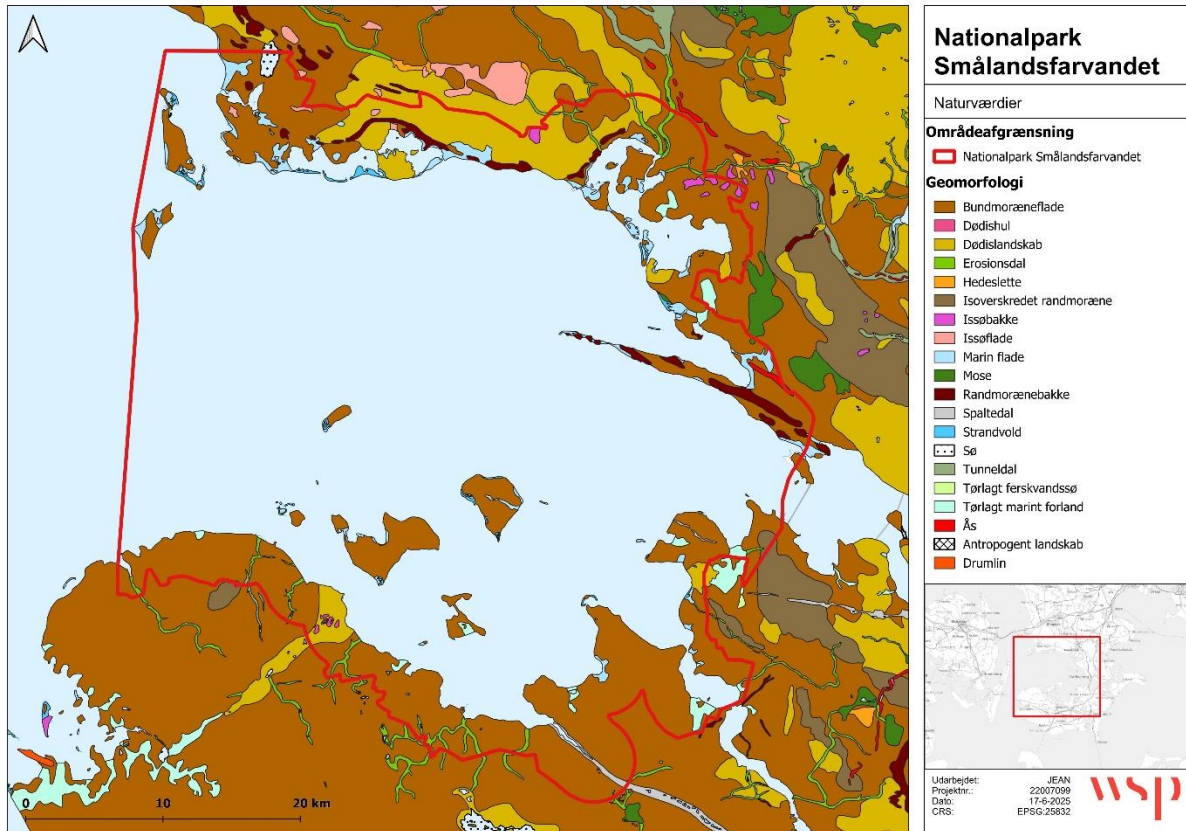 Nationalpark
Smålandsfarvandet
Naturværdier
Områdeafgrænsning
Nationalpark Smålandsfarvandet
Geomorfologi
Bundmoræneflade
Dødishul
Dødislandskab
Erosionsdal
Hedeslette
Isoverskredet randmoræne
Issøbakke
Issøflade
Marin flade
Mose
Randmorænebakke
Spaltedal
Strandvold
Sø
Tunneldal
Tørlagt ferskvandssø
Tørlagt marint forland
Ås
Antropogent landskab
Drumlin
0 10 20 km
Udarbejdet: JEAN
Projektnr.: 22007099
Dato: 17-6-2025
CRS: EPSG:25832
wsp